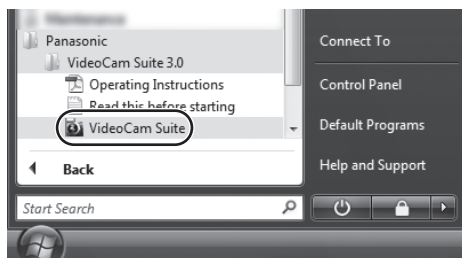 Maintenance
Panasonic
VideoCam Suite 3.0
Operating Instructions
Read this before starting
VideoCam Suite
Back
Start Search
Connect To
Control Panel
Default Programs
Help and Support